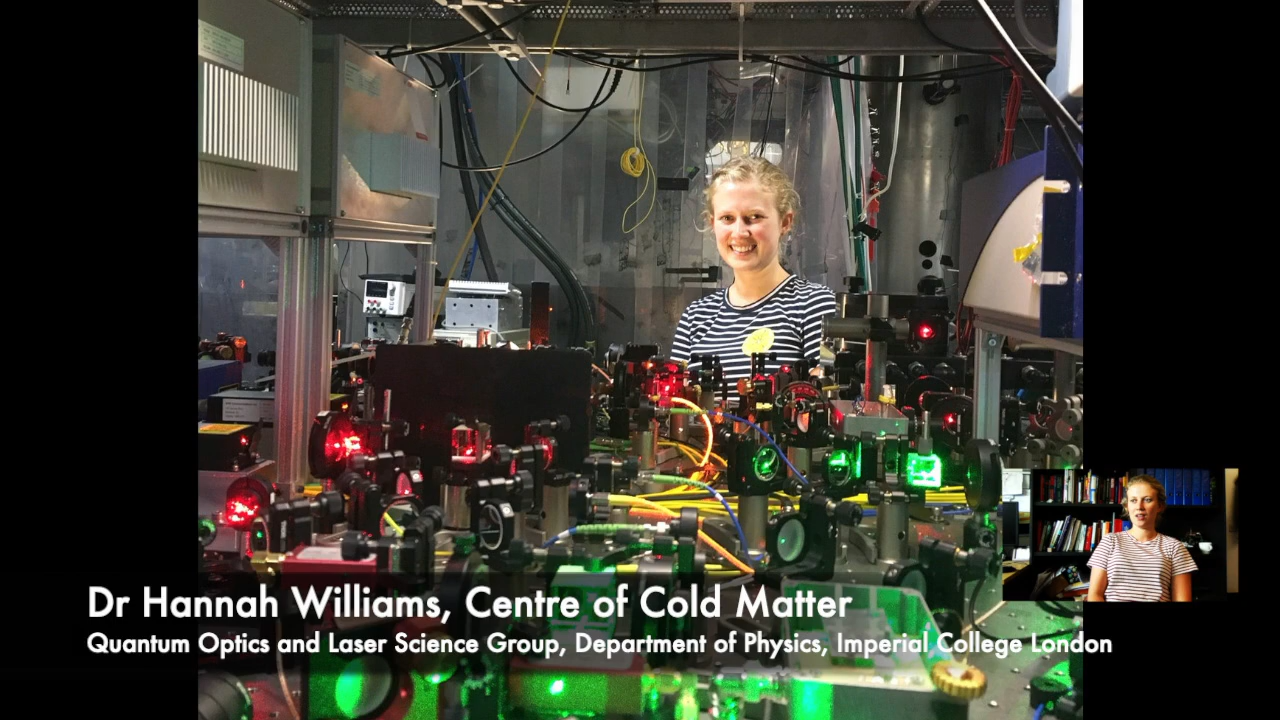 Dr Hannah Williams, Centre of Cold Matter
Quantum Optics and Laser Science Group, Department of Physics, Imperial College London